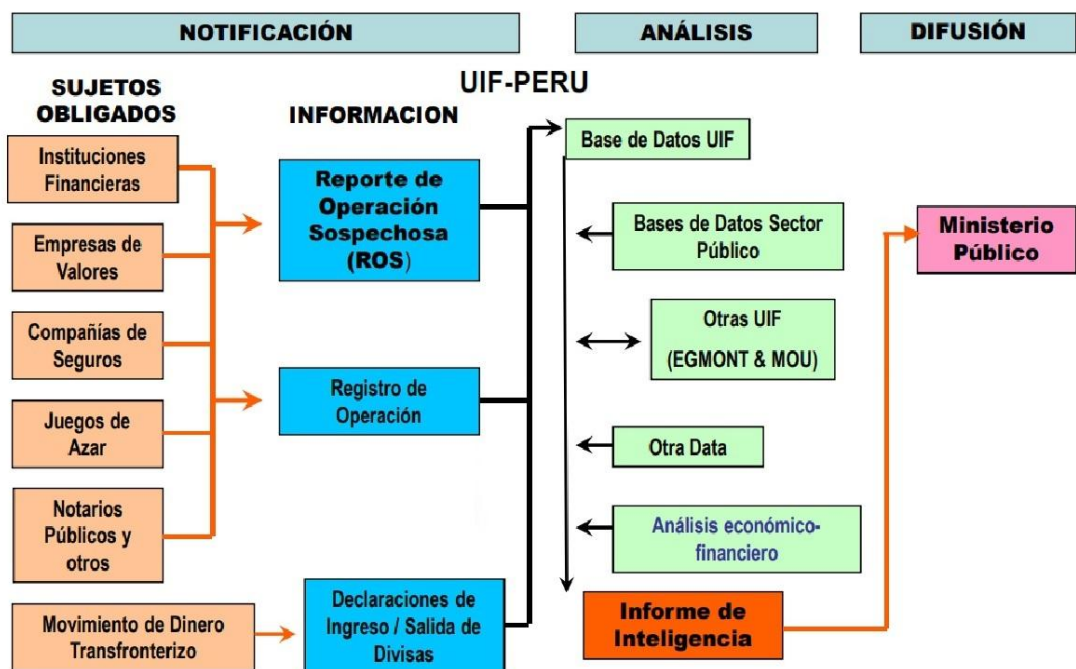 NOTIFICACIÓN
ANÁLISIS
DIFUSIÓN
UIF-PERU
SUJETOS
OBLIGADOS
INFORMACION
Instituciones
Financieras
Empresas de
Valores
Compañías de
Seguros
Juegos de
Azar
Notarios
Públicos y
otros
Movimiento de Dinero
Transfronterizo
Reporte de
Operación
Sospechosa
(ROS)
Registro de
Operación
Declaraciones de
Ingreso / Salida de
Divisas
Base de Datos UIF
Bases de Datos Sector
Público
Otras UIF
(EGMONT & MOU)
Otra Data
Análisis económico-
financiero
Informe de
Inteligencia
Ministerio
Público